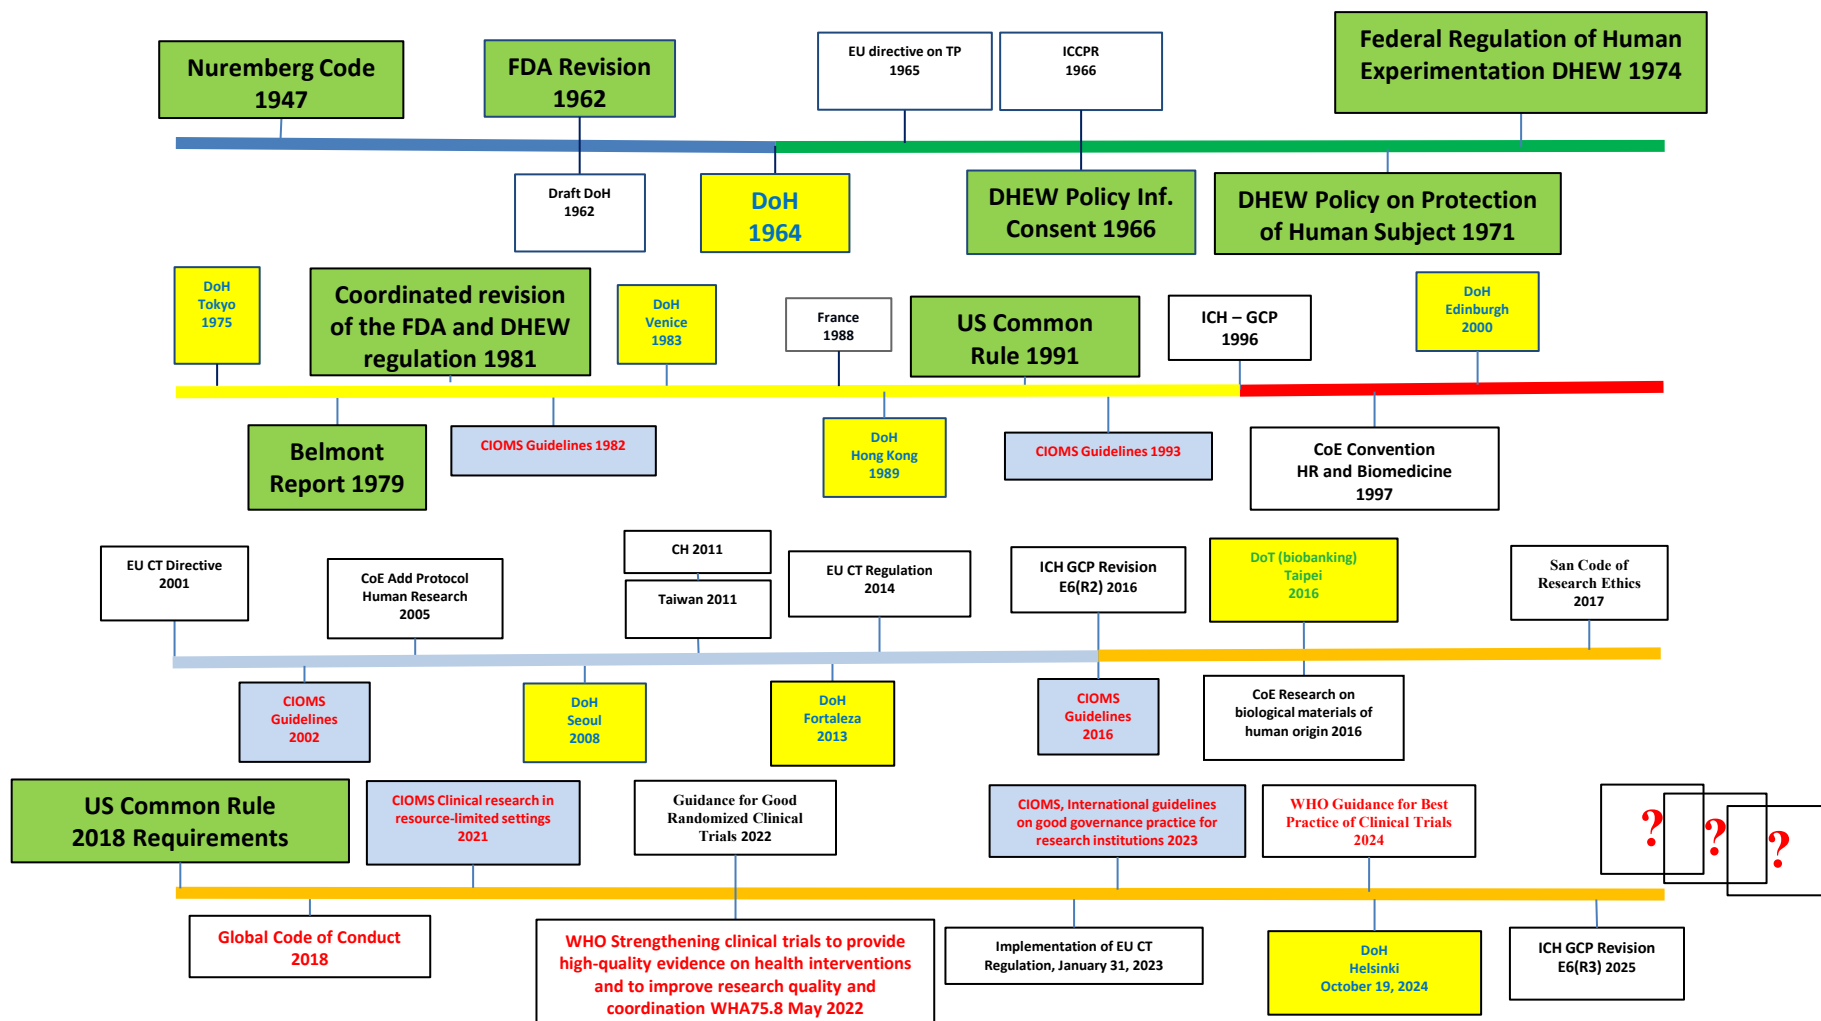 Nuremberg Code
1947
FDA Revision
1962
EU directive on TP
1965
ICCPR
1966
Federal Regulation of Human
Experimentation DHEW 1974
Draft DoH
1962
DoH
1964
DHEW Policy Inf.
Consent 1966
DHEW Policy on Protection
of Human Subject 1971
DoH
Tokyo
1975
Coordinated revision
of the FDA and DHEW
regulation 1981
DoH
Venice
1983
France
1988
US Common
Rule 1991
ICH – GCP
1996
DoH
Edinburgh
2000
Belmont
Report 1979
CIOMS Guidelines 1982
DoH
Hong Kong
1989
CIOMS Guidelines 1993
CoE Convention
HR and Biomedicine
1997
EU CT Directive
2001
CoE Add Protocol
Human Research
2005
CH 2011
Taiwan 2011
EU CT Regulation
2014
ICH GCP Revision
E6(R2) 2016
DoT (biobanking)
Taipei
2016
San Code of
Research Ethics
2017
CIOMS
Guidelines
2002
DoH
Seoul
2008
DoH
Fortaleza
2013
CIOMS
Guidelines
2016
CoE Research on
biological materials of
human origin 2016
US Common Rule
2018 Requirements
CIOMS Clinical research in
resource-limited settings
2021
Guidance for Good
Randomized Clinical
Trials 2022
CIOMS, International guidelines
on good governance practice for
research institutions 2023
WHO Guidance for Best
Practice of Clinical Trials
2024
?
?
?
Global Code of Conduct
2018
WHO Strengthening clinical trials to provide
high-quality evidence on health interventions
and to improve research quality and
coordination WHA75.8 May 2022
Implementation of EU CT
Regulation, January 31, 2023
DoH
Helsinki
October 19, 2024
ICH GCP Revision
E6(R3) 2025